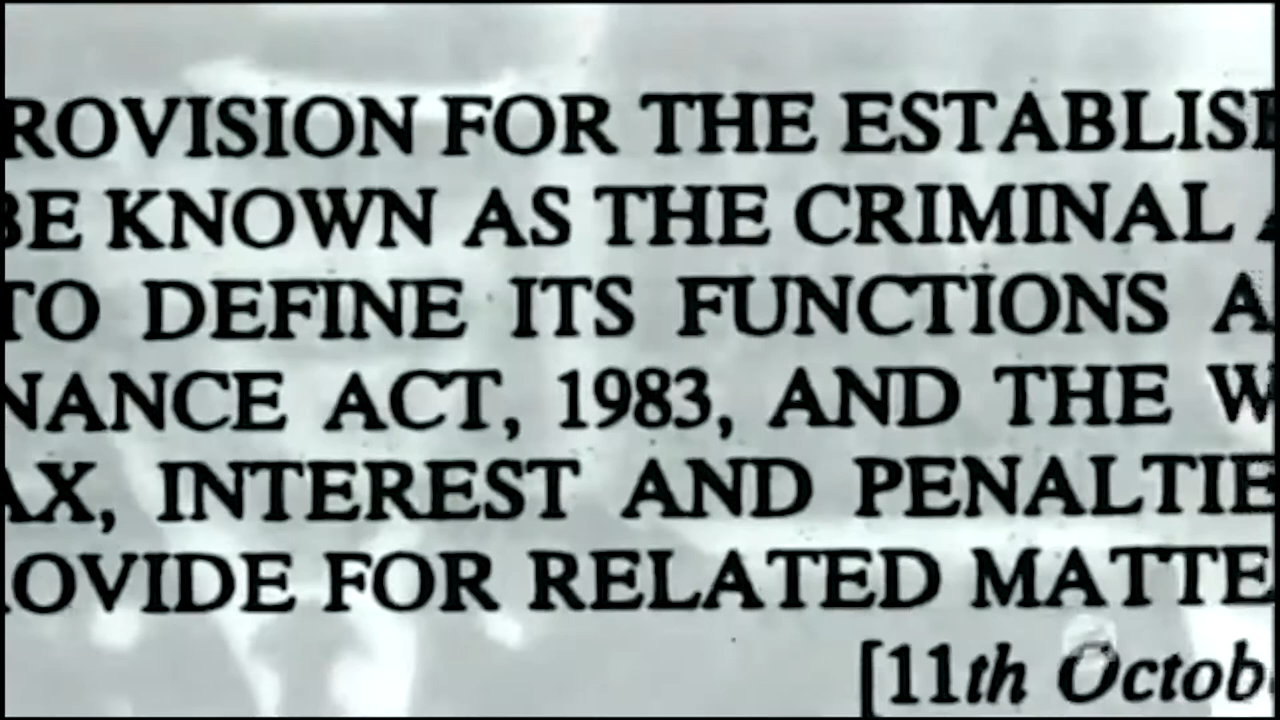 ROVISION FOR THE ESTABLISH
BE KNOWN AS THE CRIMINAL A
TO DEFINE ITS FUNCTIONS A
NANCE ACT, 1983, AND THE W
AX, INTEREST AND PENALTIE
OVIDE FOR RELATED MATTE
[11th Octob